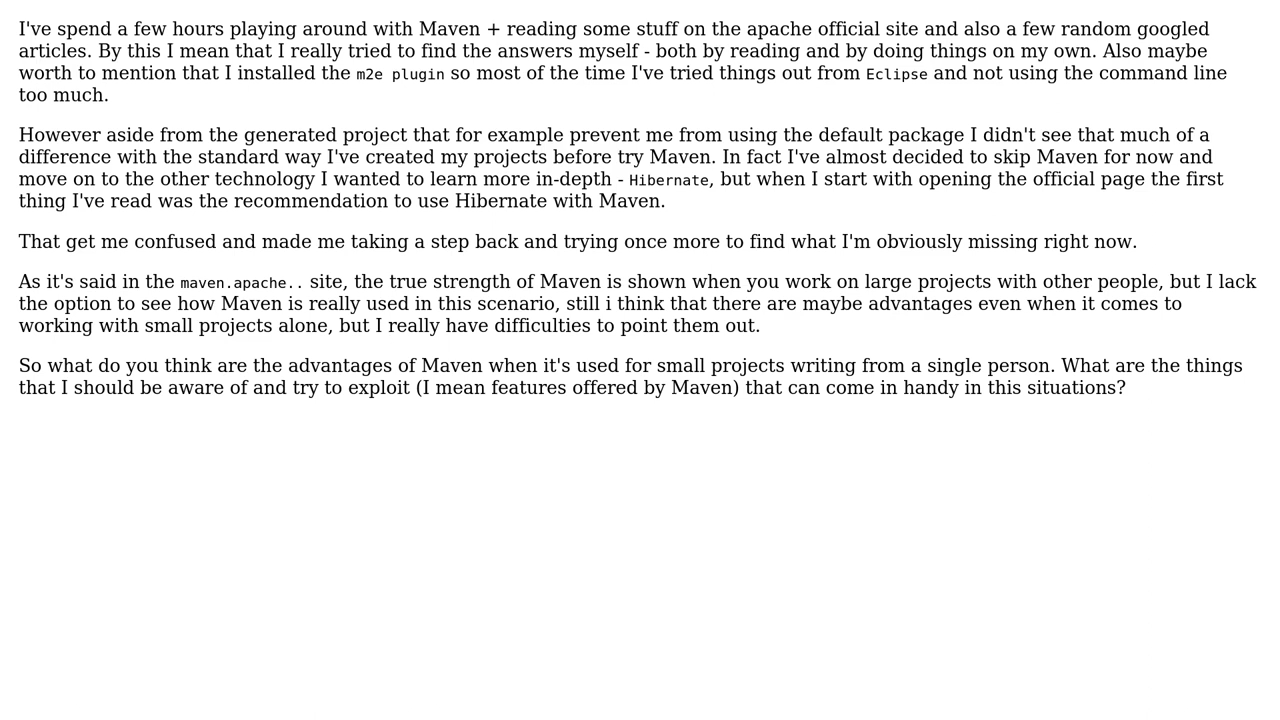 I've spend a few hours playing around with Maven + reading some stuff on the apache official site and also a few random googled
articles. By this I mean that I really tried to find the answers myself - both by reading and by doing things on my own. Also maybe
worth to mention that I installed the m2e plugin so most of the time I've tried things out from Eclipse and not using the command line
too much.
However aside from the generated project that for example prevent me from using the default package I didn't see that much of a
difference with the standard way I've created my projects before try Maven. In fact I've almost decided to skip Maven for now and
move on to the other technology I wanted to learn more in-depth - Hibernate, but when I start with opening the official page the first
thing I've read was the recommendation to use Hibernate with Maven.
That get me confused and made me taking a step back and trying once more to find what I'm obviously missing right now.
As it's said in the maven.apache.. site, the true strength of Maven is shown when you work on large projects with other people, but I lack
the option to see how Maven is really used in this scenario, still i think that there are maybe advantages even when it comes to
working with small projects alone, but I really have difficulties to point them out.
So what do you think are the advantages of Maven when it's used for small projects writing from a single person. What are the things
that I should be aware of and try to exploit (I mean features offered by Maven) that can come in handy in this situations?